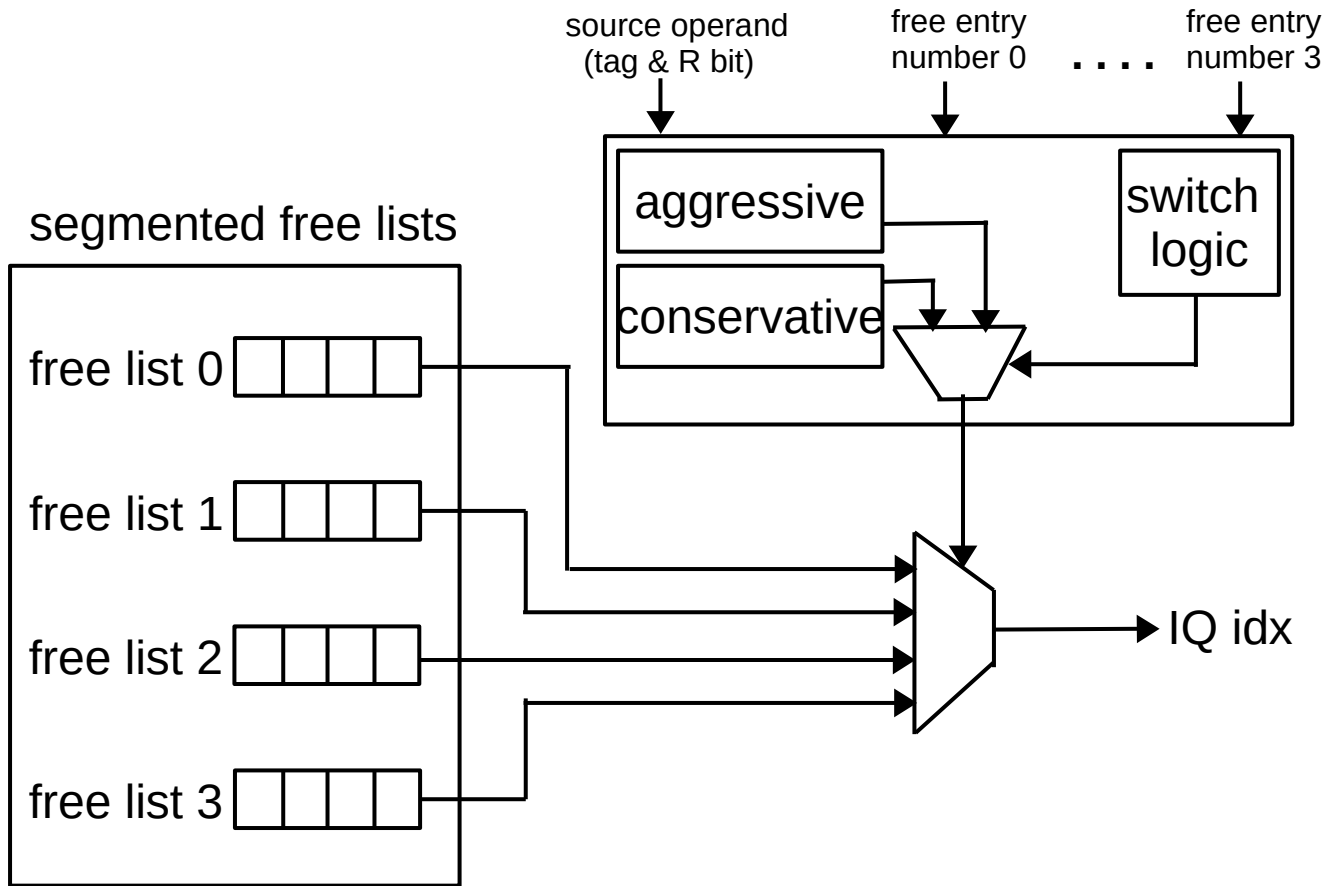 source operand
(tag & R bit)
free entry
number 0
. . . .
free entry
number 3
aggressive
conservative
switch
logic
segmented free lists
free list 0
free list 1
free list 2
free list 3
IQ idx